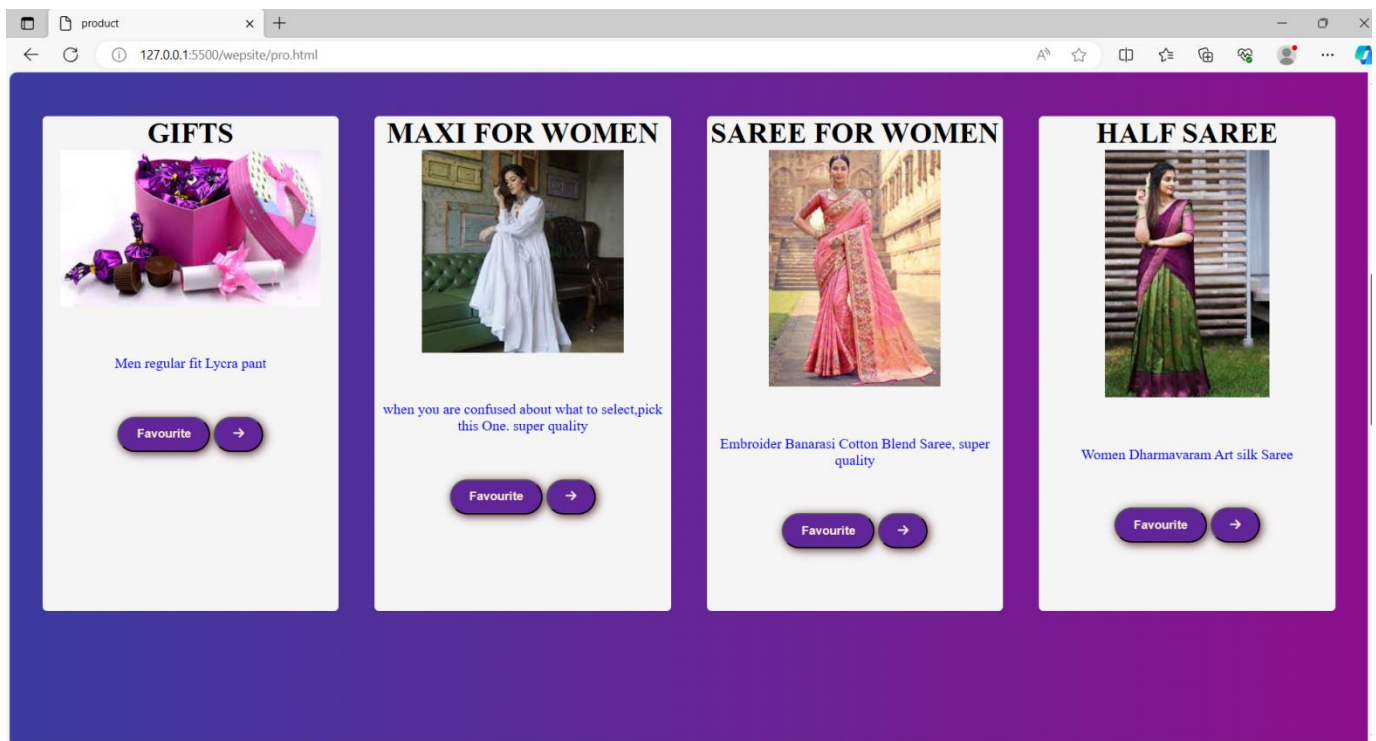 product
127.0.0.1:5500/wepsite/pro.html
GIFTS
Men regular fit Lycra pant
Favourite
→
MAXI FOR WOMEN
when you are confused about what to select,pick
this One. super quality
Favourite
→
SAREE FOR WOMEN
Embroider Banarasi Cotton Blend Saree, super
quality
Favourite
→
HALF SAREE
Women Dharmavaram Art silk Saree
Favourite
→